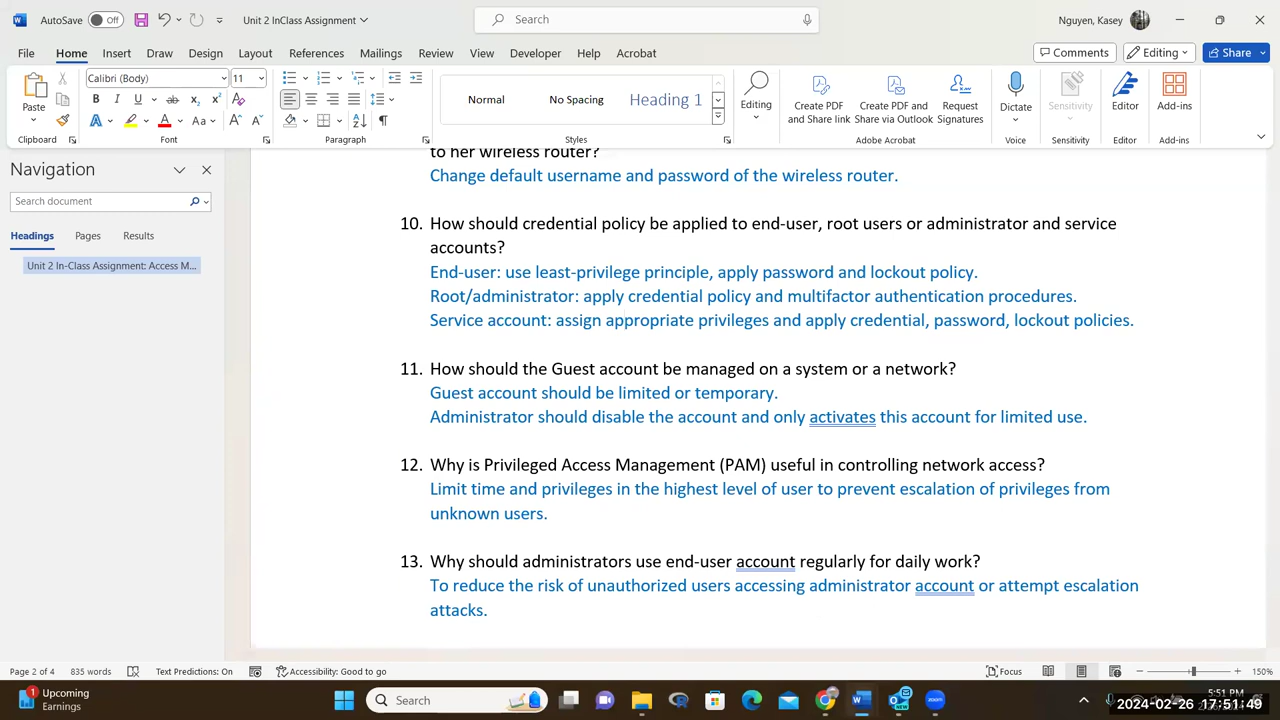 AutoSave Off Unit 2 InClass Assignment Search Nguyen, Kasey
File Home Insert Draw Design Layout References Mailings Review View Developer Help Acrobat Comments Editing Share
Calibri (Body) 11
Paste
Normal No Spacing Heading 1
Editing
Create PDF and Share link
Create PDF and Share via Outlook
Request Signatures
Dictate
Sensitivity
Editor
Add-ins
Clipboard Font Paragraph Styles Adobe Acrobat Voice Sensitivity Editor Add-ins
Navigation
Search document
Headings Pages Results
Unit 2 In-Class Assignment: Access M...
to her wireless router?
Change default username and password of the wireless router.
10. How should credential policy be applied to end-user, root users or administrator and service
accounts?
End-user: use least-privilege principle, apply password and lockout policy.
Root/administrator: apply credential policy and multifactor authentication procedures.
Service account: assign appropriate privileges and apply credential, password, lockout policies.
11. How should the Guest account be managed on a system or a network?
Guest account should be limited or temporary.
Administrator should disable the account and only activates this account for limited use.
12. Why is Privileged Access Management (PAM) useful in controlling network access?
Limit time and privileges in the highest level of user to prevent escalation of privileges from
unknown users.
13. Why should administrators use end-user account regularly for daily work?
To reduce the risk of unauthorized users accessing administrator account or attempt escalation
attacks.
Page 2 of 4 835 words Text Predictions: On Accessibility: Good to go Focus 150%
1 Upcoming
Earnings
Search
5:51 PM
2024-02-26 17:51:49